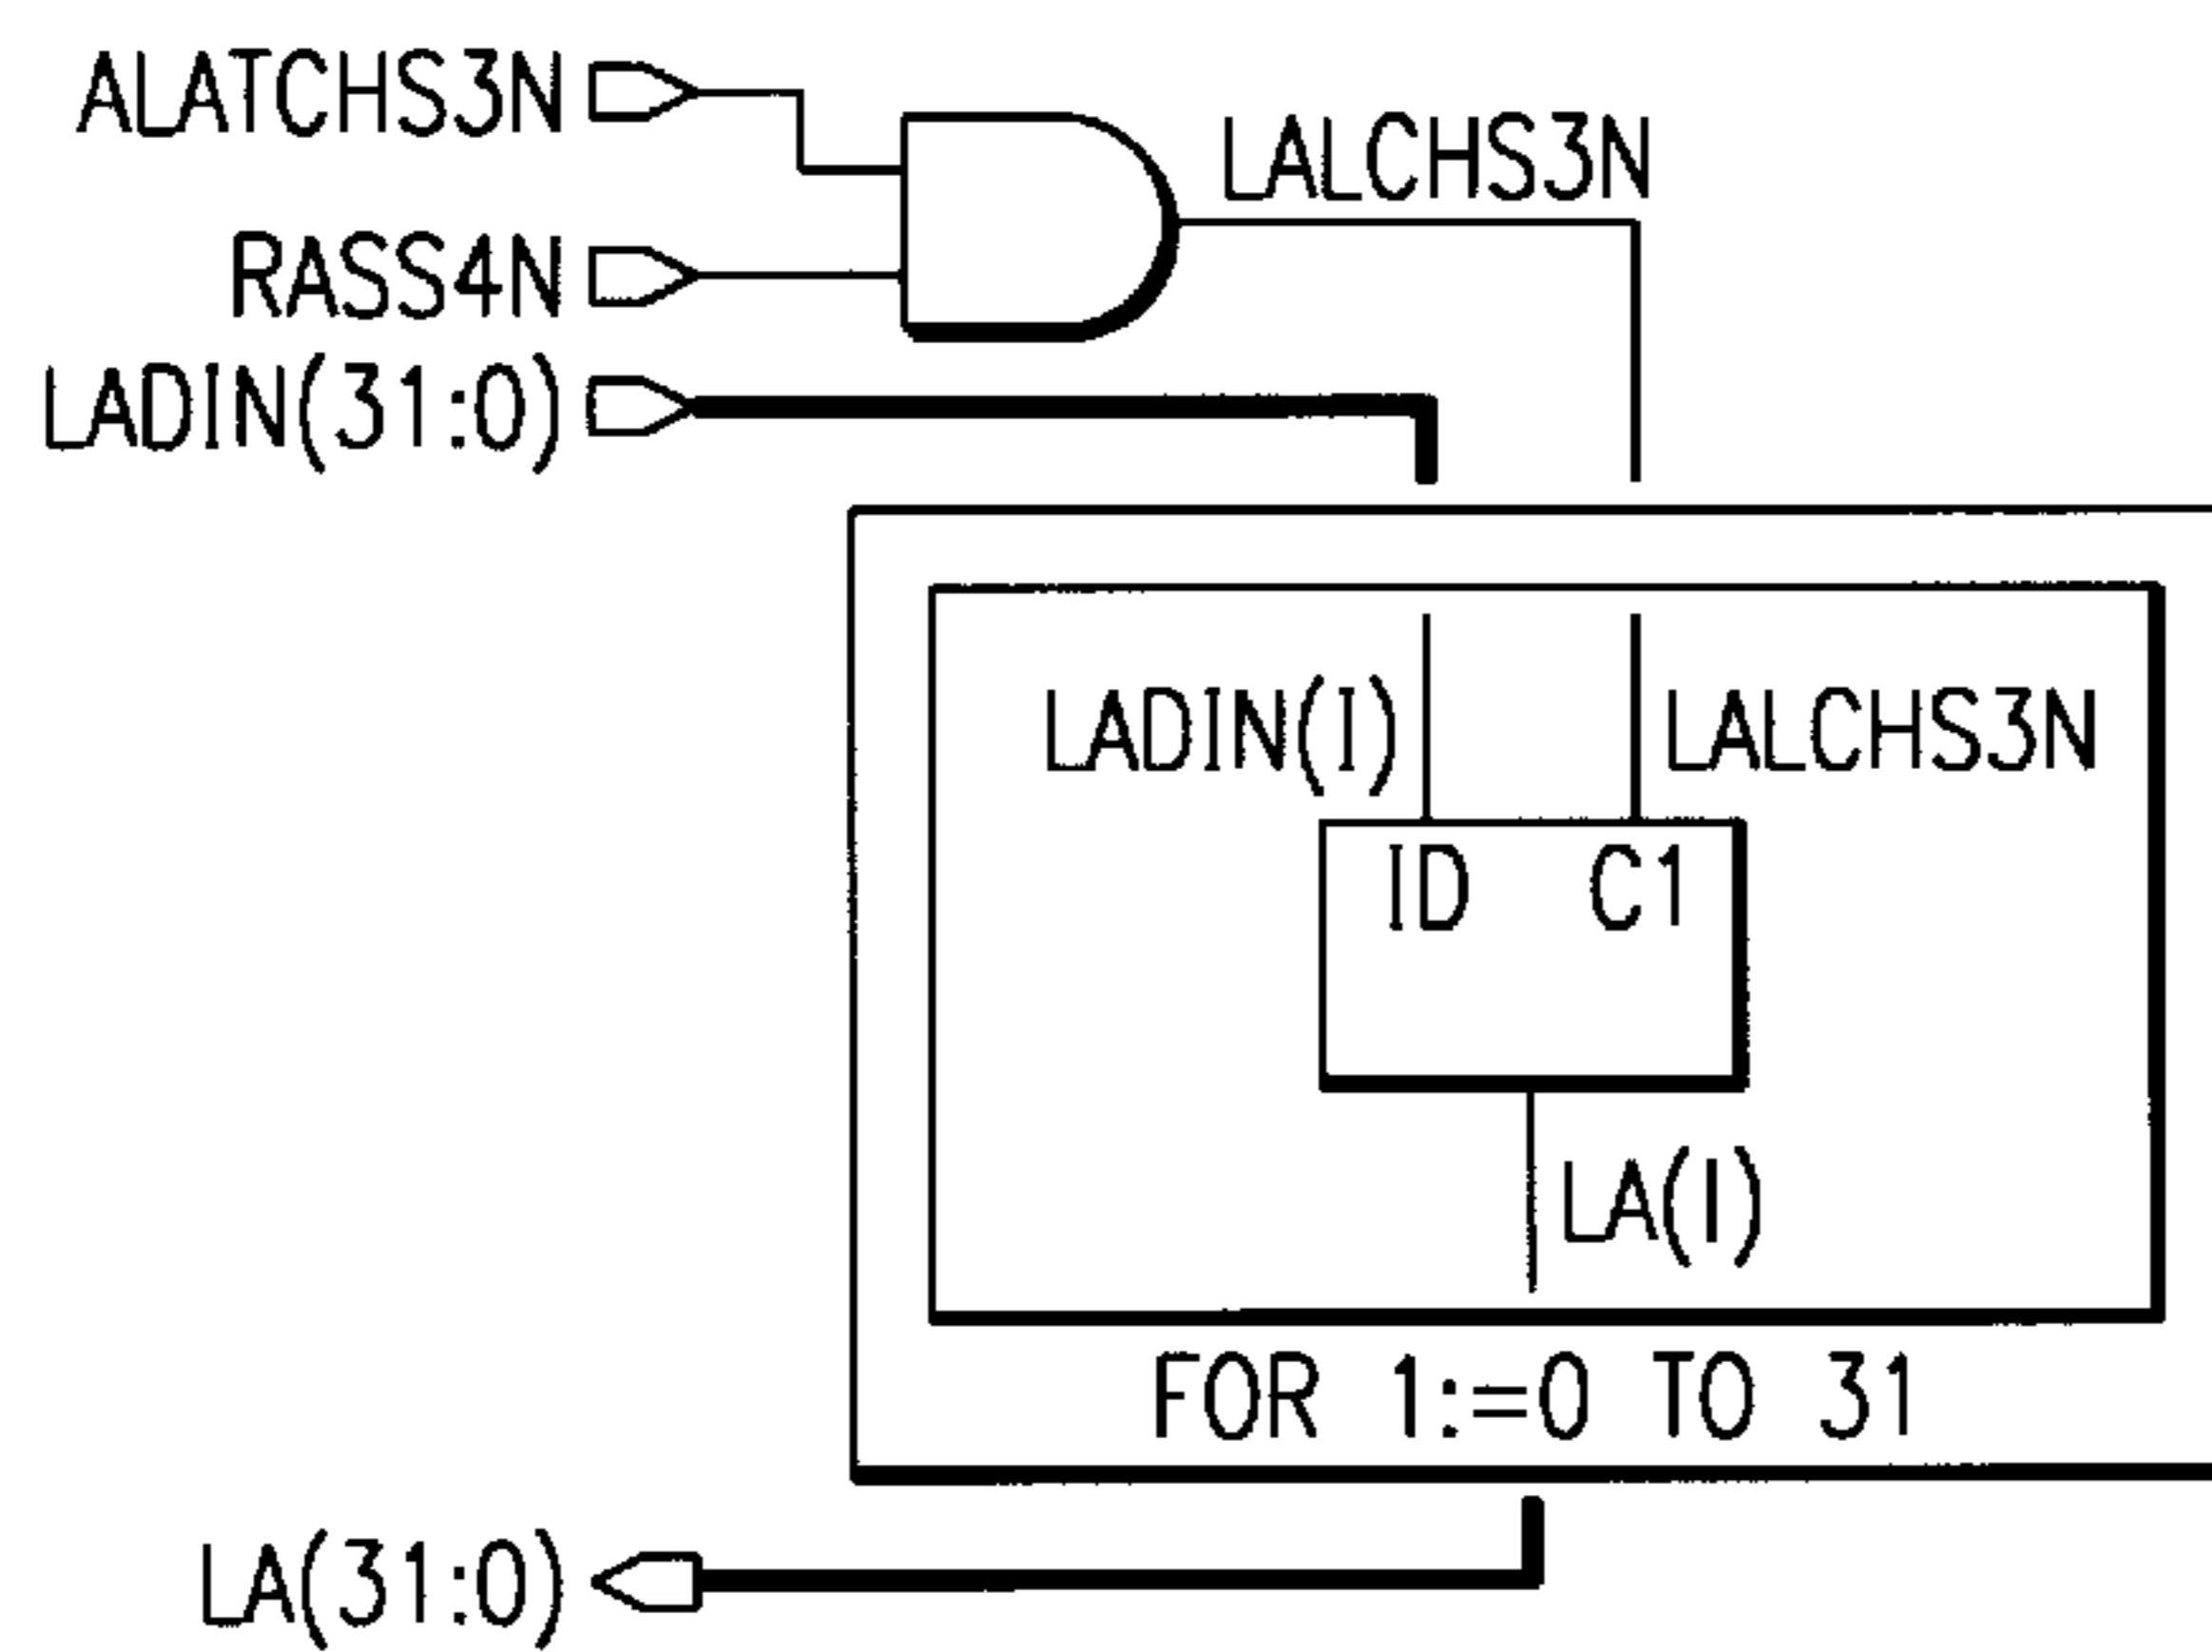 ALATCHS3N
LALCHS3N
RASS4N
LADIN(31:0)
LADIN(I) LALCHS3N
ID C1
LA(I)
FOR 1:=0 TO 31
LA(31:0)